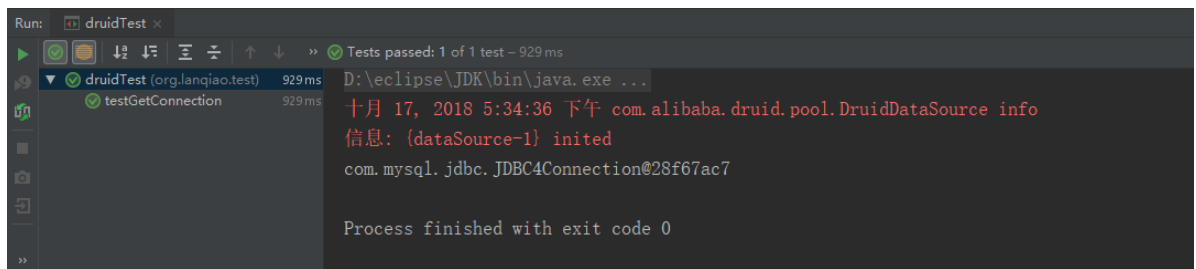 Run: druidTest ×
» Tests passed: 1 of 1 test – 929 ms
druidTest (org.lanqiao.test) 929 ms
testGetConnection 929 ms
D:\eclipse\JDK\bin\java.exe ...
十月 17, 2018 5:34:36 下午 com.alibaba.druid.pool.DruidDataSource info
信息: {dataSource-1} inited
com.mysql.jdbc.JDBC4Connection@28f67ac7
Process finished with exit code 0
»